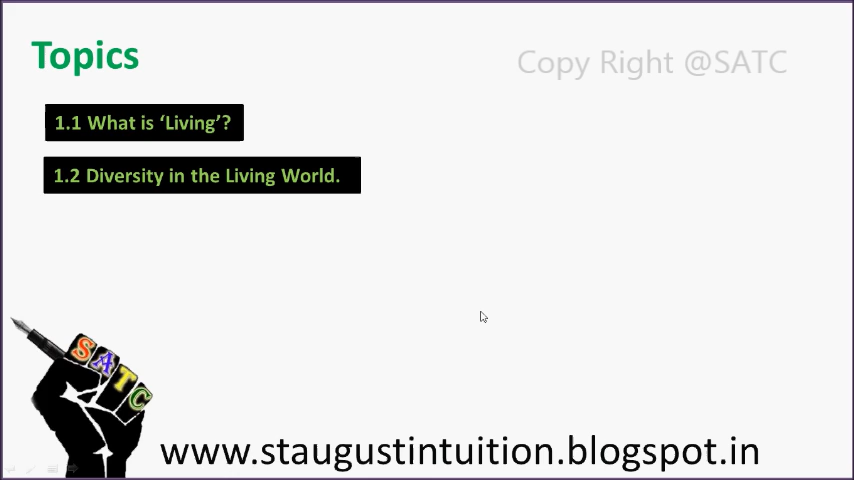 Topics
Copy Right @SATC
1.1 What is ‘Living’?
1.2 Diversity in the Living World.
SATC
www.staugustintuition.blogspot.in